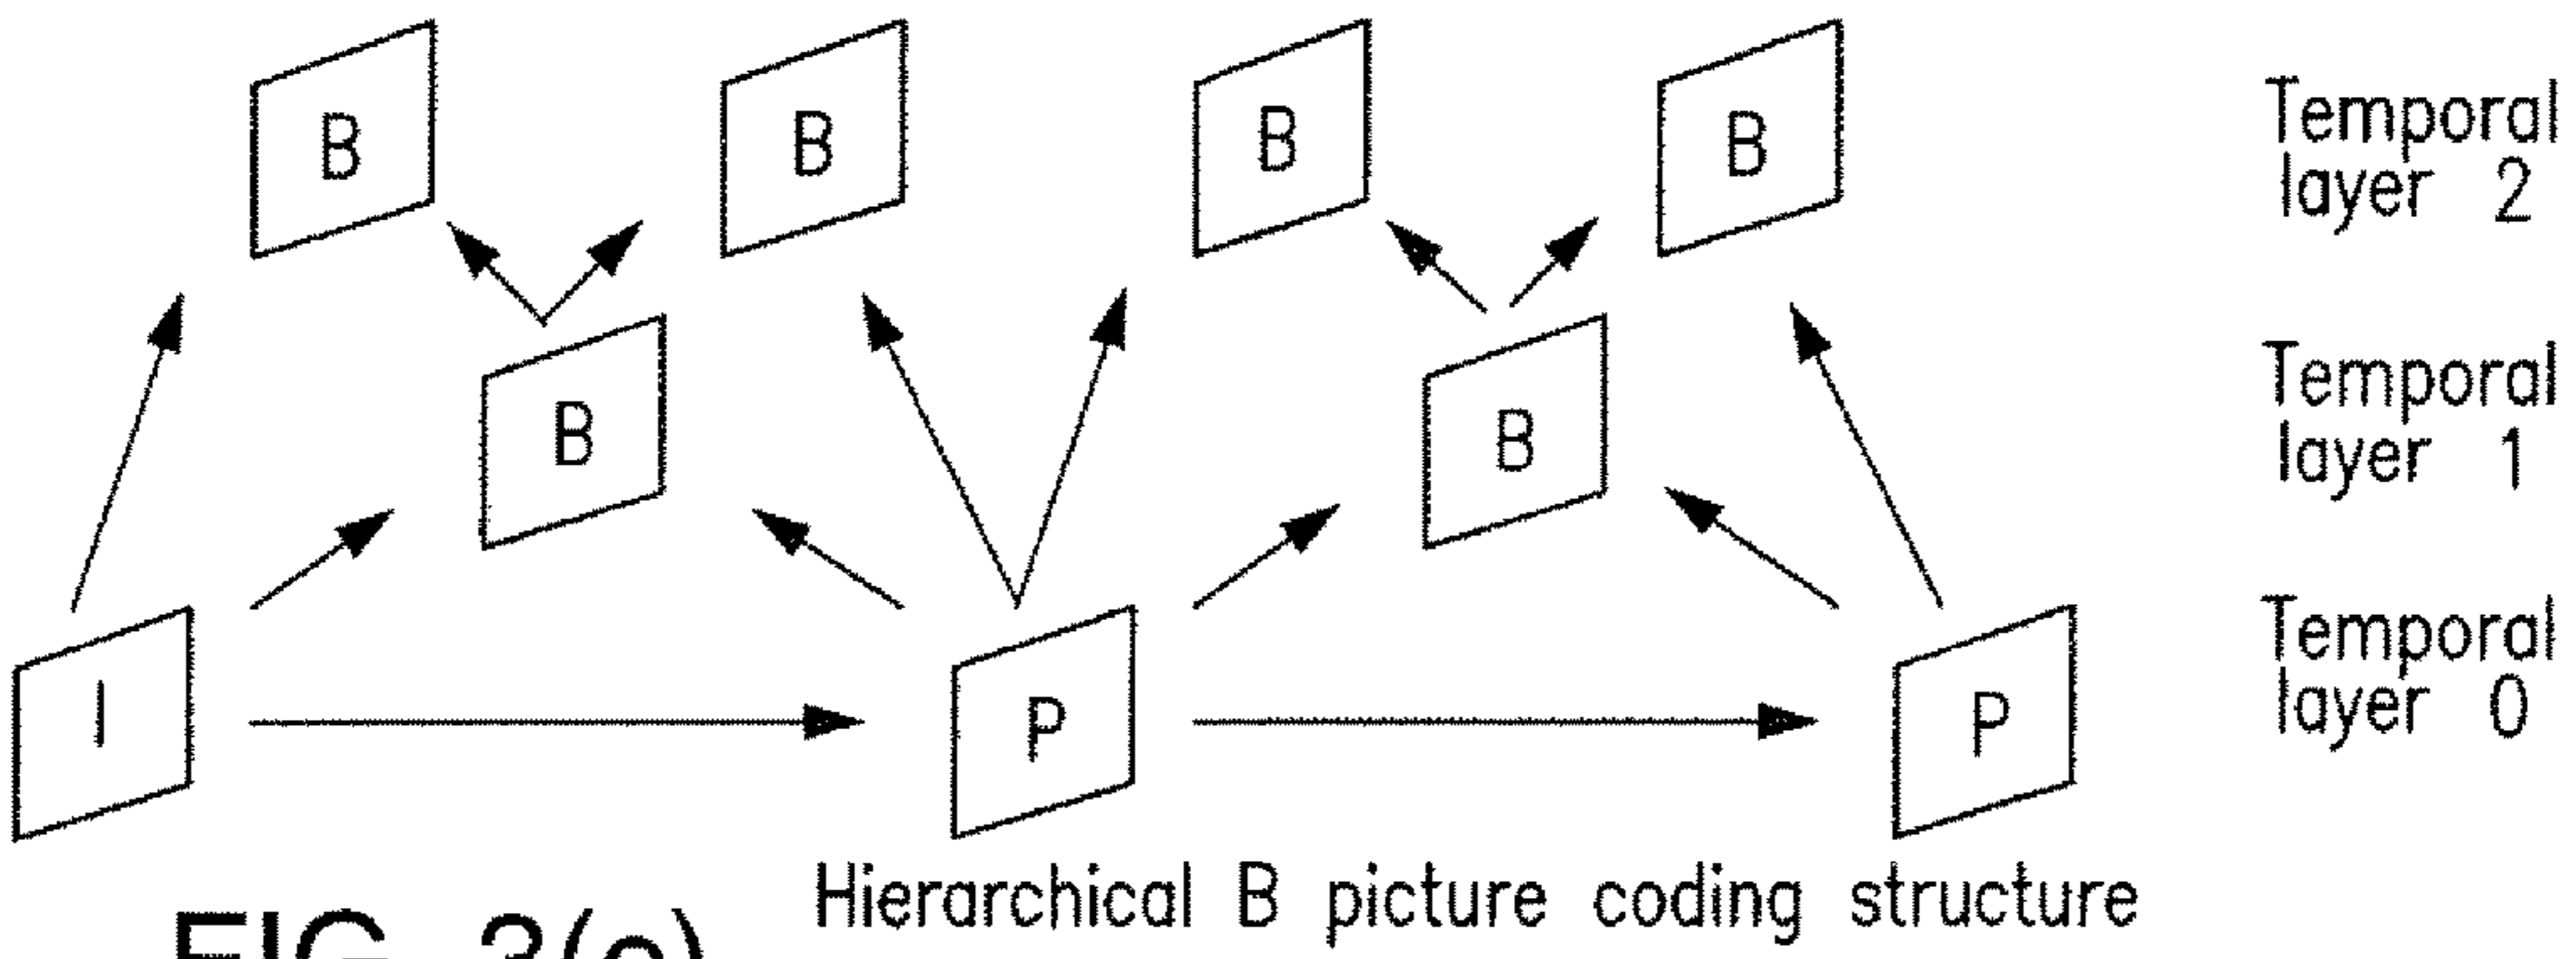 B B B B
Temporal
layer 2
B B
Temporal
layer 1
I P P
Temporal
layer 0
Hierarchical B picture coding structure